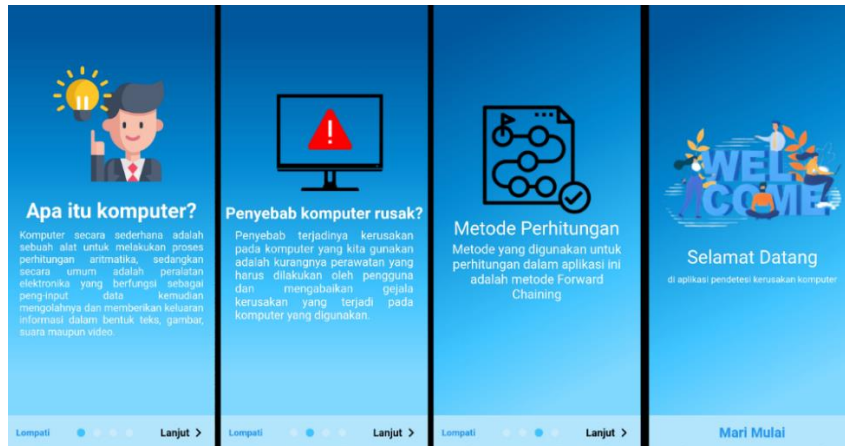 Apa itu komputer?
Komputer secara sederhana adalah
sebuah alat untuk melakukan proses
perhitungan aritmatika, sedangkan
secara umum adalah peralatan
elektronika yang berfungsi sebagai
peng-input data kemudian
mengolahnya dan memberikan keluaran
informasi dalam bentuk teks, gambar,
suara maupun video.
Lompati
Lanjut >
Penyebab komputer rusak?
Penyebab terjadinya kerusakan
pada komputer yang kita gunakan
adalah kurangnya perawatan yang
harus dilakukan oleh pengguna
dan mengabaikan gejala
kerusakan yang terjadi pada
komputer yang digunakan.
Lompati
Lanjut >
Metode Perhitungan
Metode yang digunakan untuk
perhitungan dalam aplikasi ini
adalah metode Forward
Chaining
Lompati
Lanjut >
WEL
COME
Selamat Datang
di aplikasi pendetesi kerusakan komputer
Mari Mulai